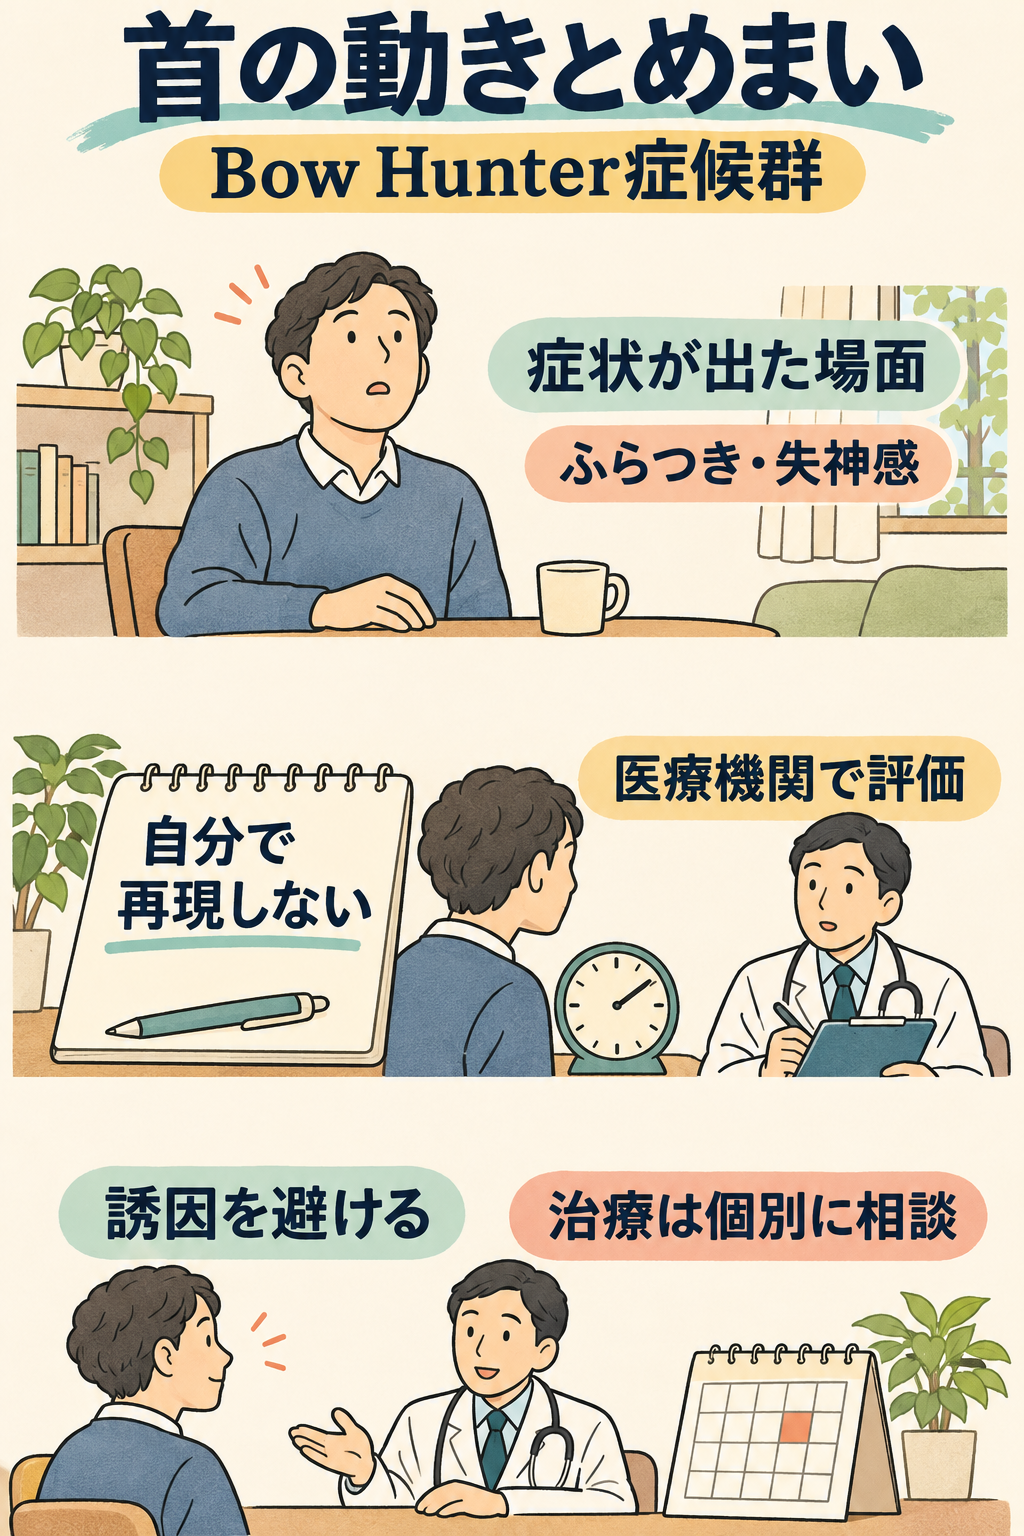 首の動きとめまい
Bow Hunter症候群
症状が出た場面
ふらつき・失神感
医療機関で評価
自分で
再現しない
誘因を避ける
治療は個別に相談